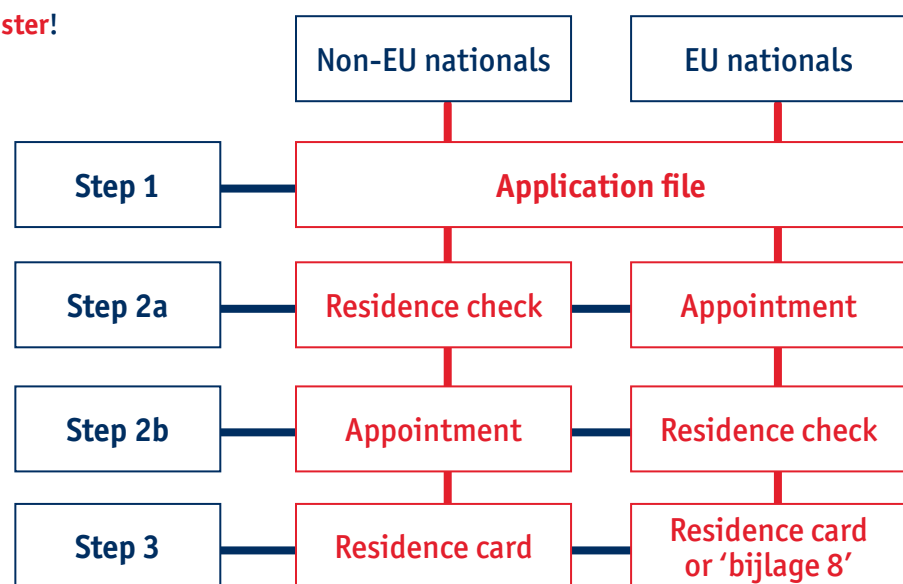 ster!
Non-EU nationals
EU nationals
Step 1
Application file
Step 2a
Residence check
Appointment
Step 2b
Appointment
Residence check
Step 3
Residence card
Residence card
or ‘bijlage 8’